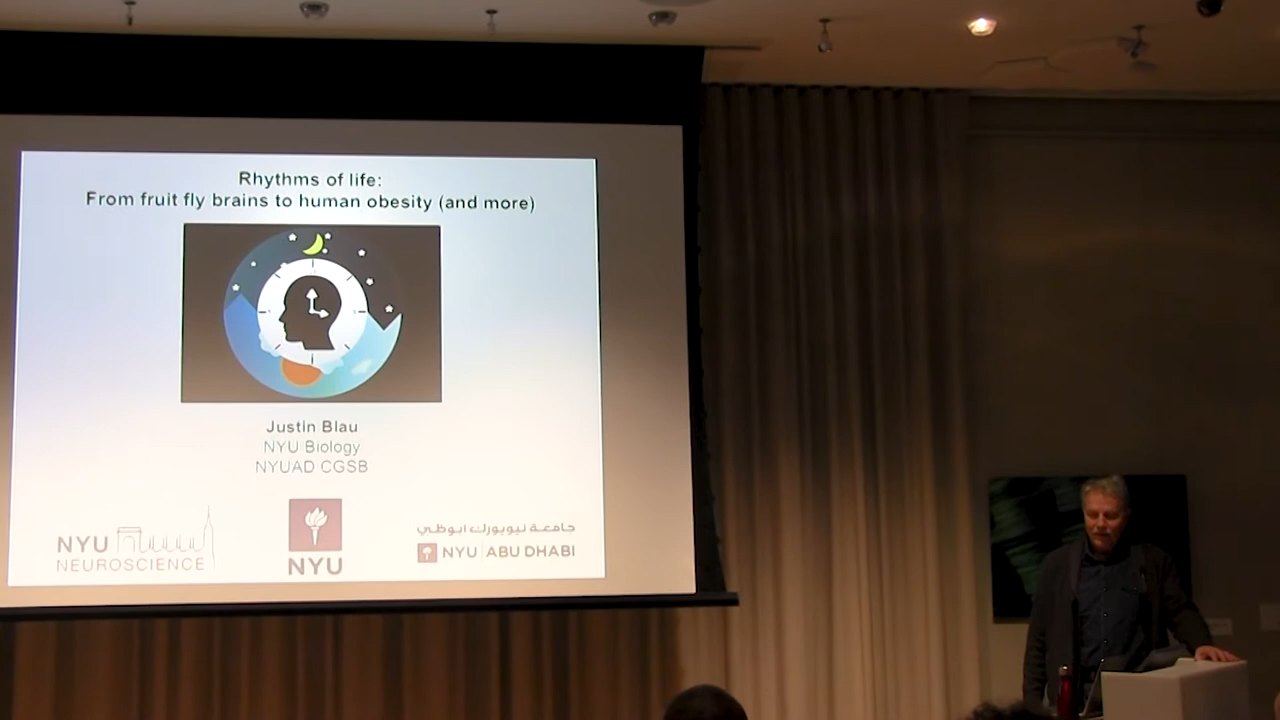 Rhythms of life:
From fruit fly brains to human obesity (and more)
Justin Blau
NYU Biology
NYUAD CGSB
NYU
NEUROSCIENCE
NYU
جامعـة نيويورك ابوظبي
NYU ABU DHABI